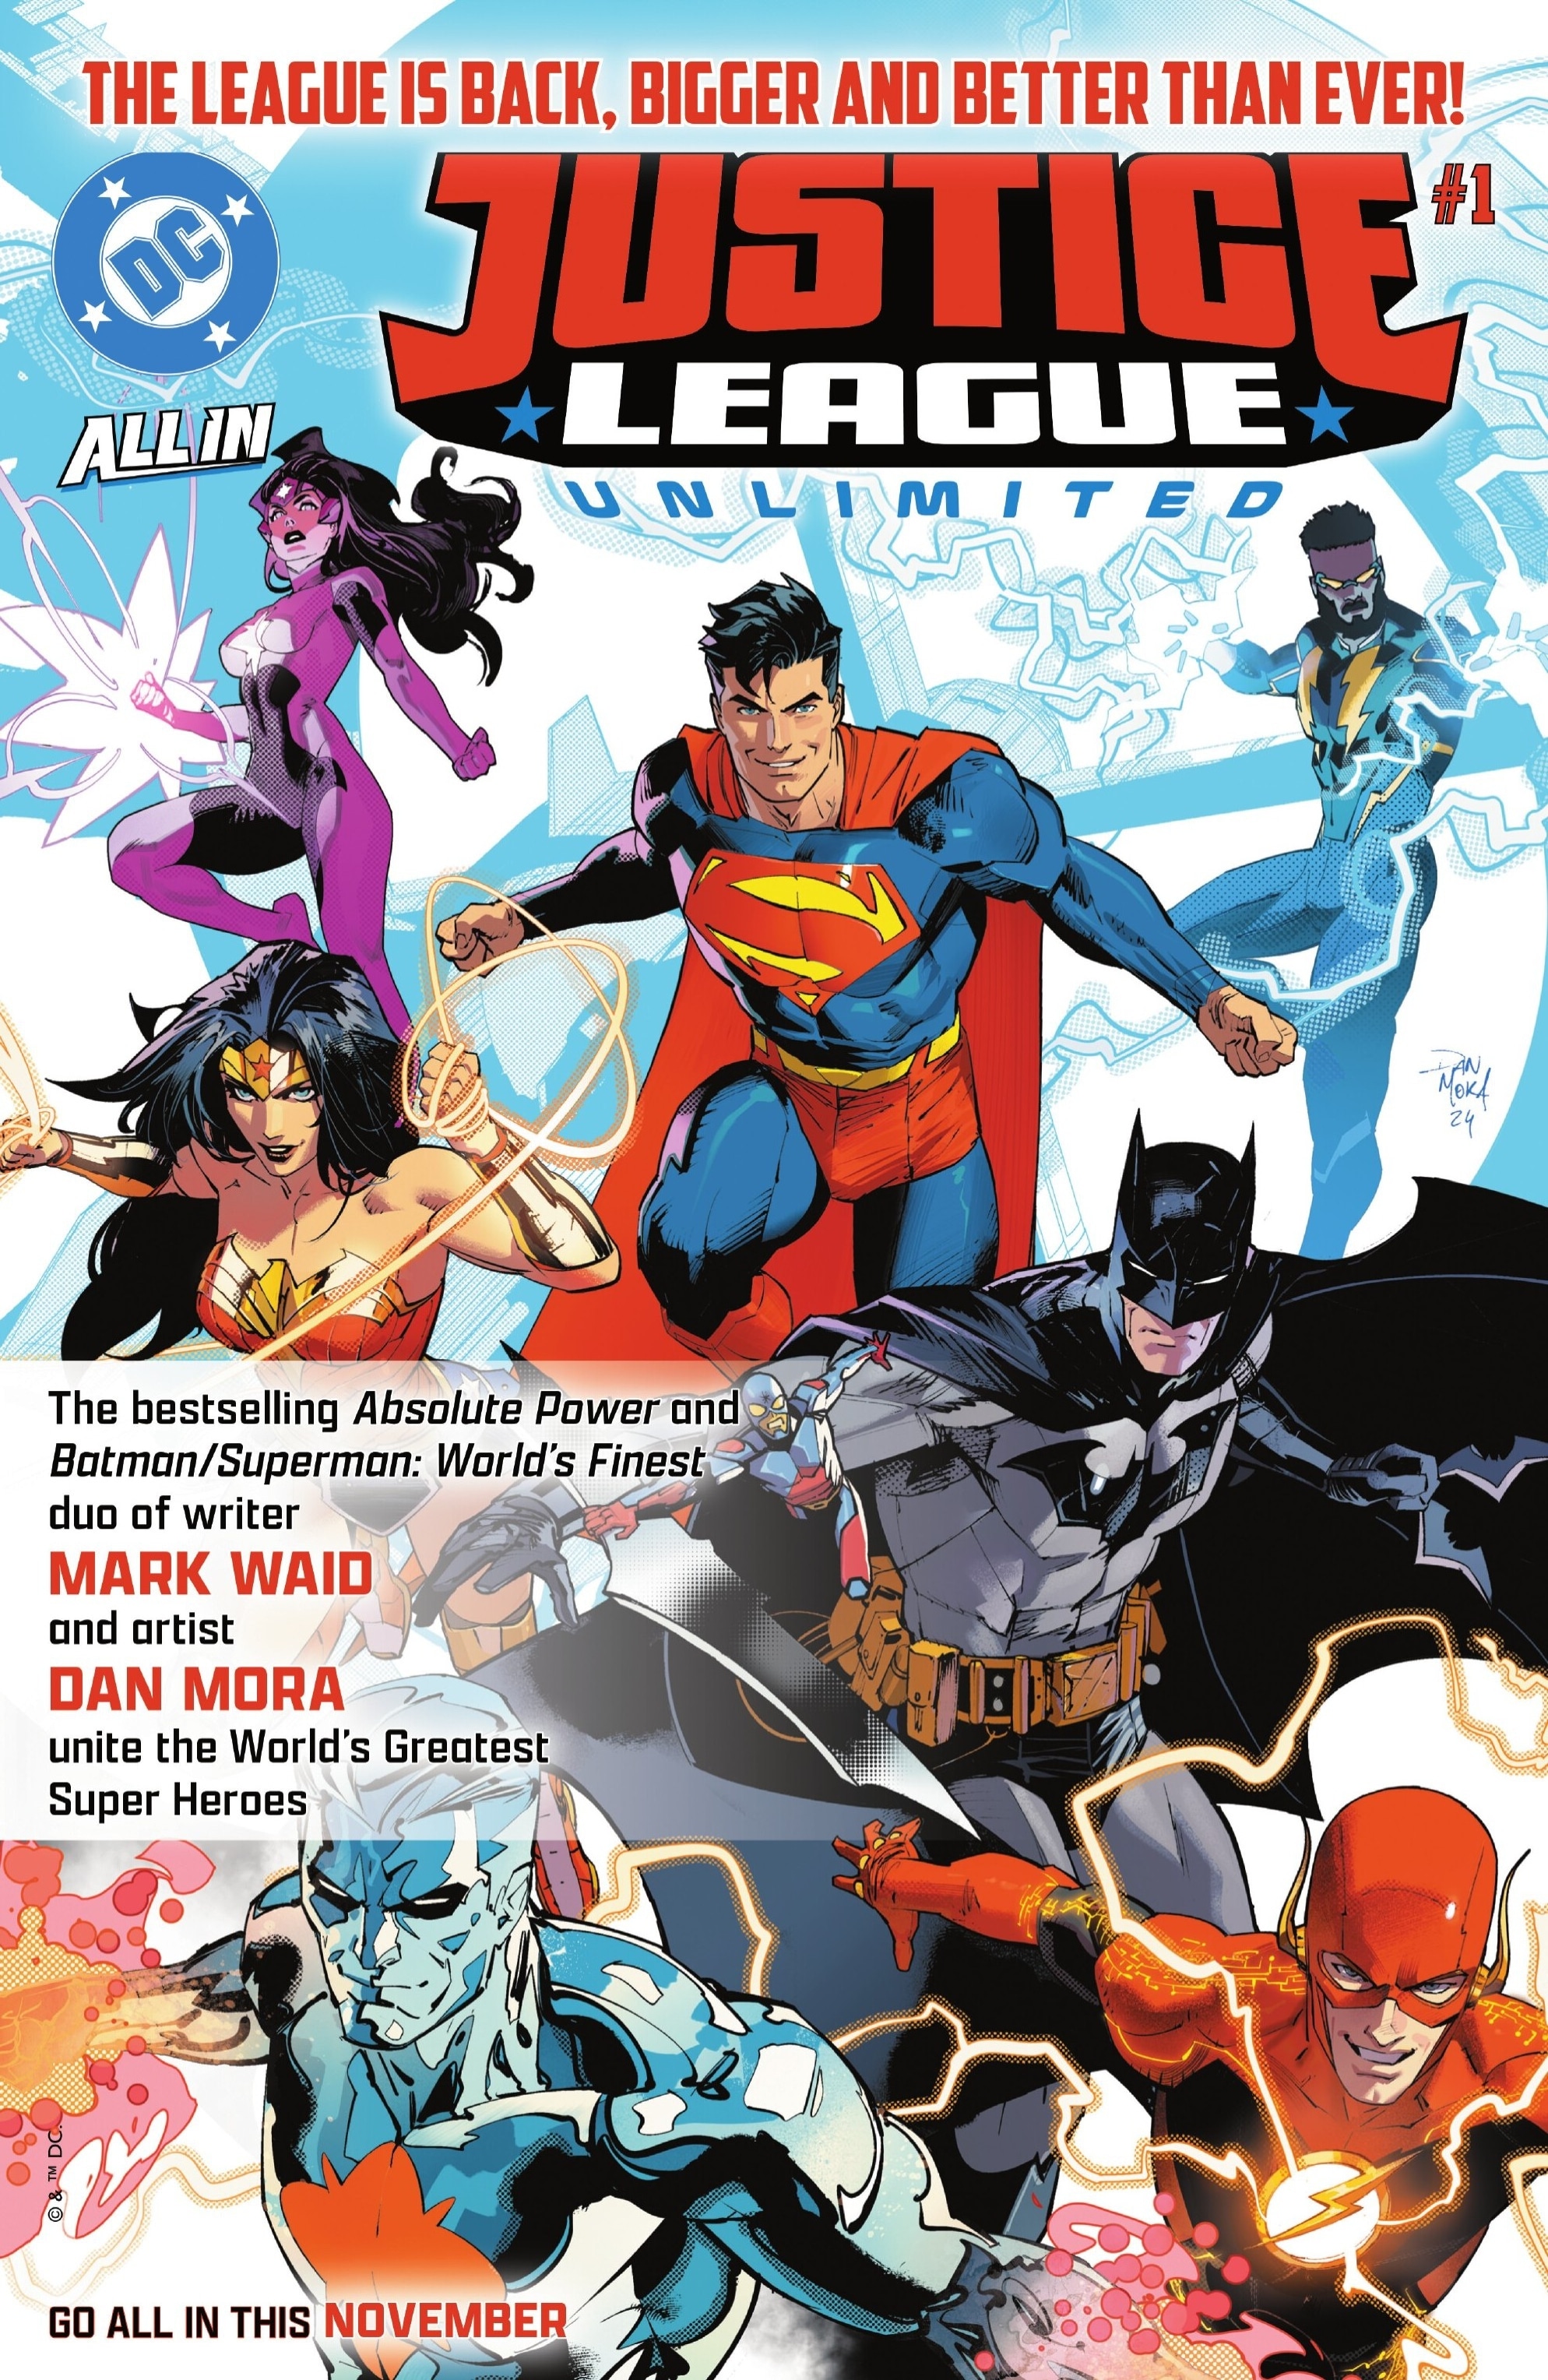 THE LEAGUE IS BACK, BIGGER AND BETTER THAN EVER!
DC
ALL IN
JUSTICE
#1
LEAGUE
UNLIMITED
DAN
MORA
24
The bestselling Absolute Power and
Batman/Superman: World's Finest
duo of writer
MARK WAID
and artist
DAN MORA
unite the World's Greatest
Super Heroes
© & ™ DC.
GO ALL IN THIS NOVEMBER